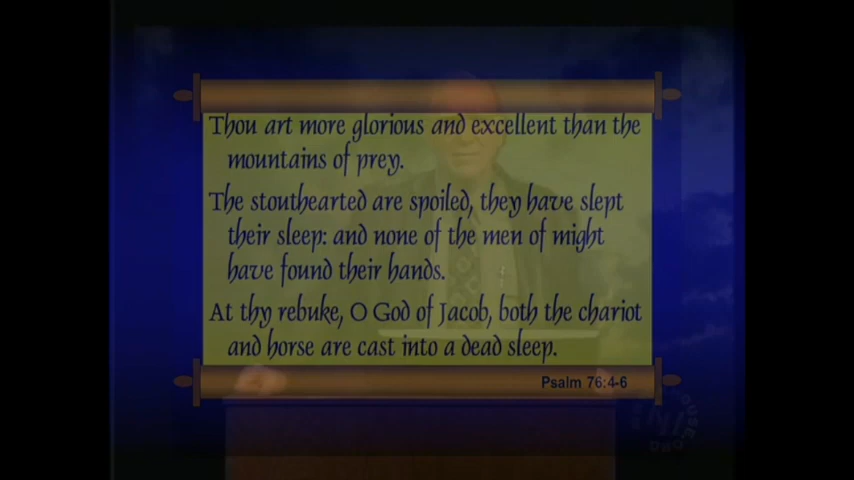 Thou art more glorious and excellent than the
mountains of prey.
The stouthearted are spoiled, they have slept
their sleep: and none of the men of might
have found their hands.
At thy rebuke, O God of Jacob, both the chariot
and horse are cast into a dead sleep.
Psalm 76:4-6